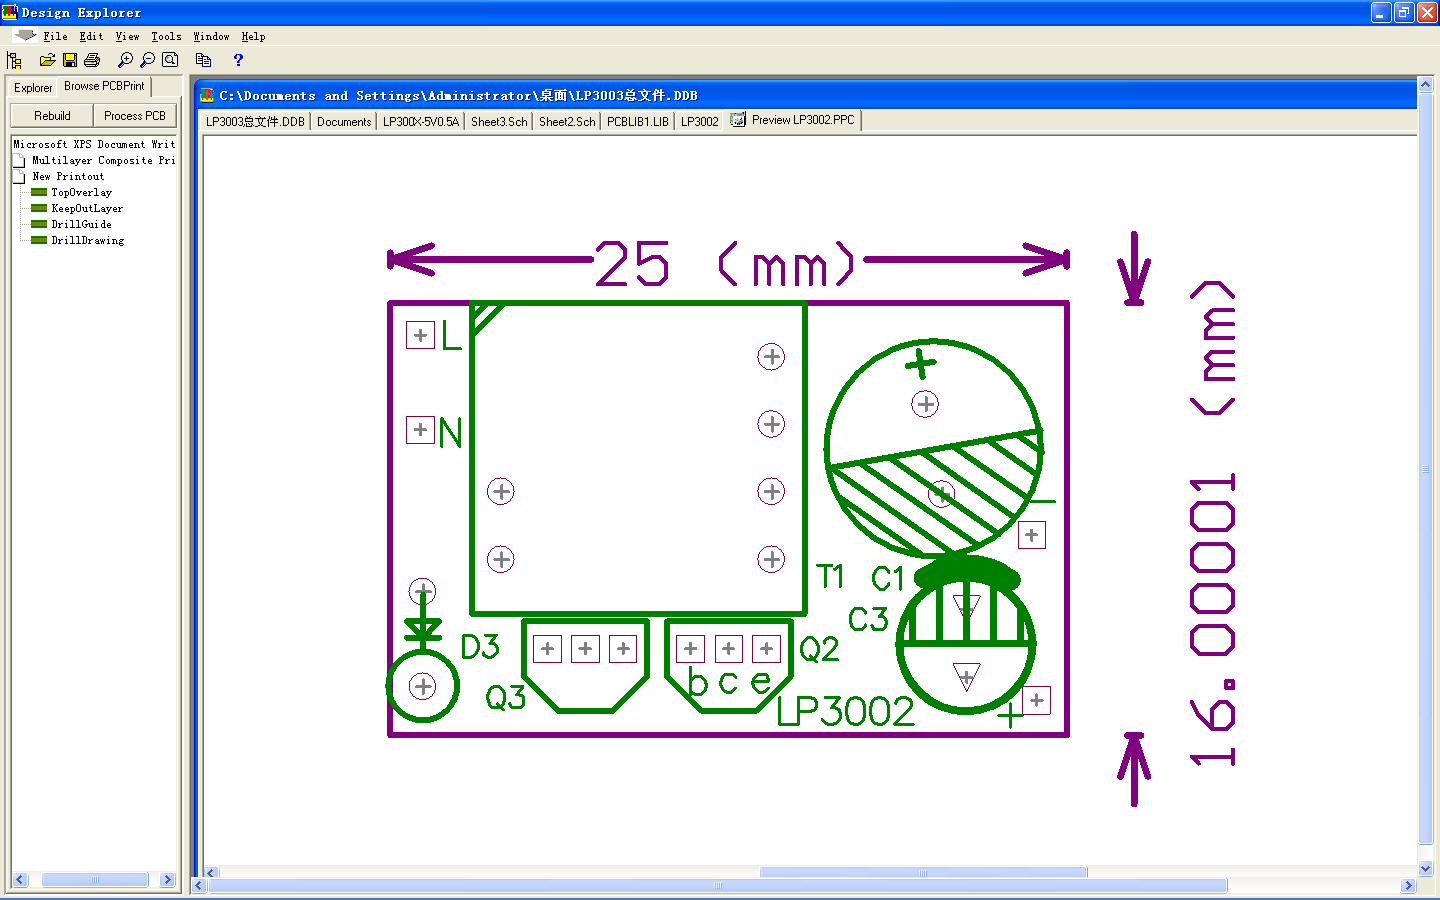 Design Explorer
File Edit View Tools Window Help
Explorer Browse PCBPrint
Rebuild Process PCB
Microsoft XPS Document Writ
Multilayer Composite Pri
New Printout
TopOverlay
KeepOutLayer
DrillGuide
DrillDrawing
C:\Documents and Settings\Administrator\桌面\LP3003总文件.DDB
LP3003总文件.DDB Documents LP300X-5V0.5A Sheet3.Sch Sheet2.Sch PCBLIB1.LIB LP3002 Preview LP3002.PPC
25 (mm)
16.00001 (mm)
L
N
+
−
T1 C1
C3
D3
Q3
b c e
Q2
LP3002
+